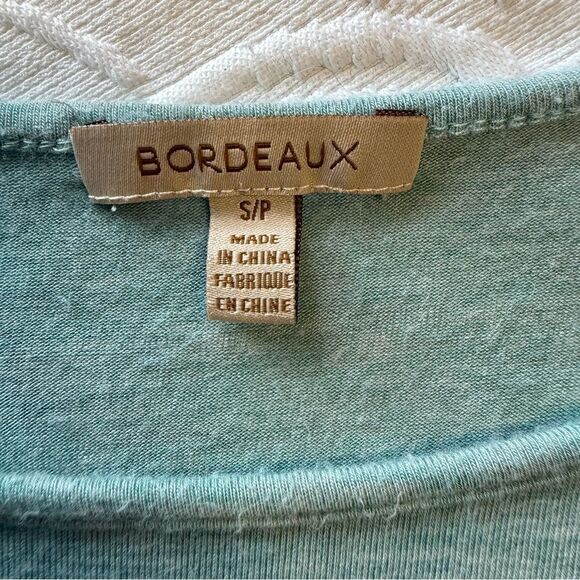 BORDEAUX
S/P
MADE
IN CHINA
FABRIQUE
EN CHINE